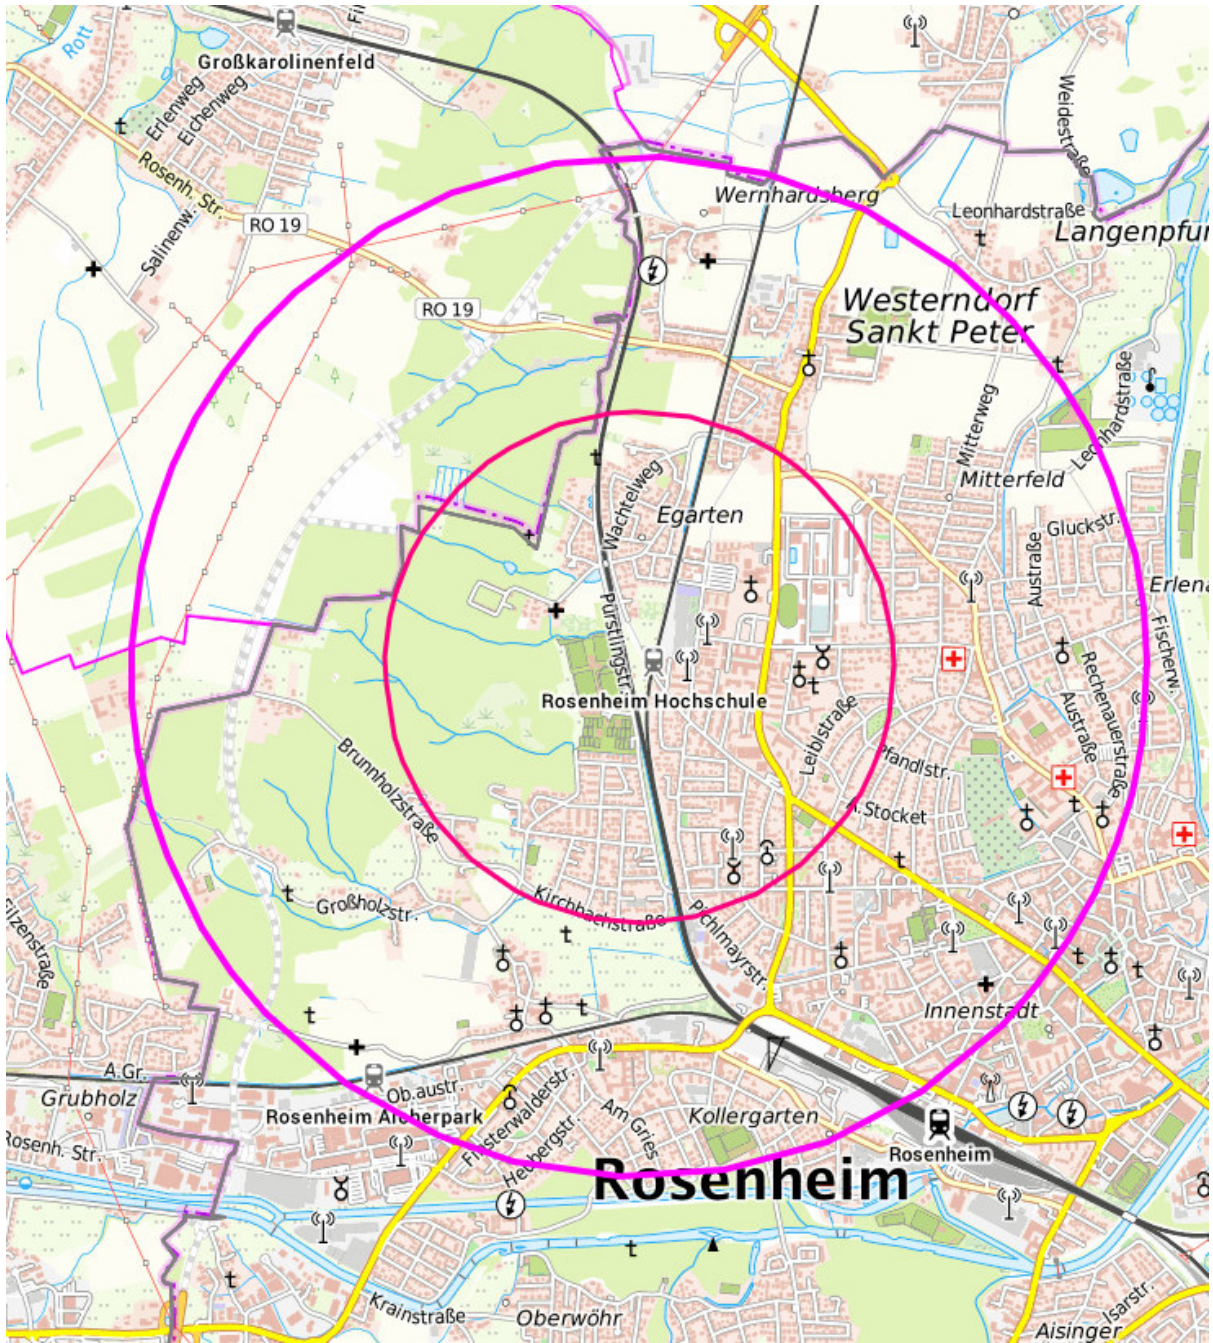 Rott
Großkarolinenfeld
Erlenweg
Eichenweg
Rosenh. Str.
RO 19
Salinenw.
RO 19
Weidestraße
Wernhardsberg
Leonhardstraße
Langenpfun
Westerndorf
Sankt Peter
Leonhardstraße
Mitterweg
Mitterfeld
Wachtelweg
Egarten
Gluckstr.
Austraße
Erlena
Pürstlingstr.
Fischerw.
Rosenheim Hochschule
Rechenauerstraße
Austraße
Leiblstraße
Pfandlstr.
Brunnholzstraße
A.Stocket
Großholzstr.
Kirchbachstraße
Pichlmayrstr.
Filzenstraße
Innenstadt
A.Gr.
Grubholz
Ob.austr.
Rosenheim Aicherpark
Finsterwalderstr.
Heubergstr.
Am Gries
Kollergarten
Rosenheim
Rosenh. Str.
Rosenheim
Krainstraße
Oberwöhr
Isarstr.
Aisinger